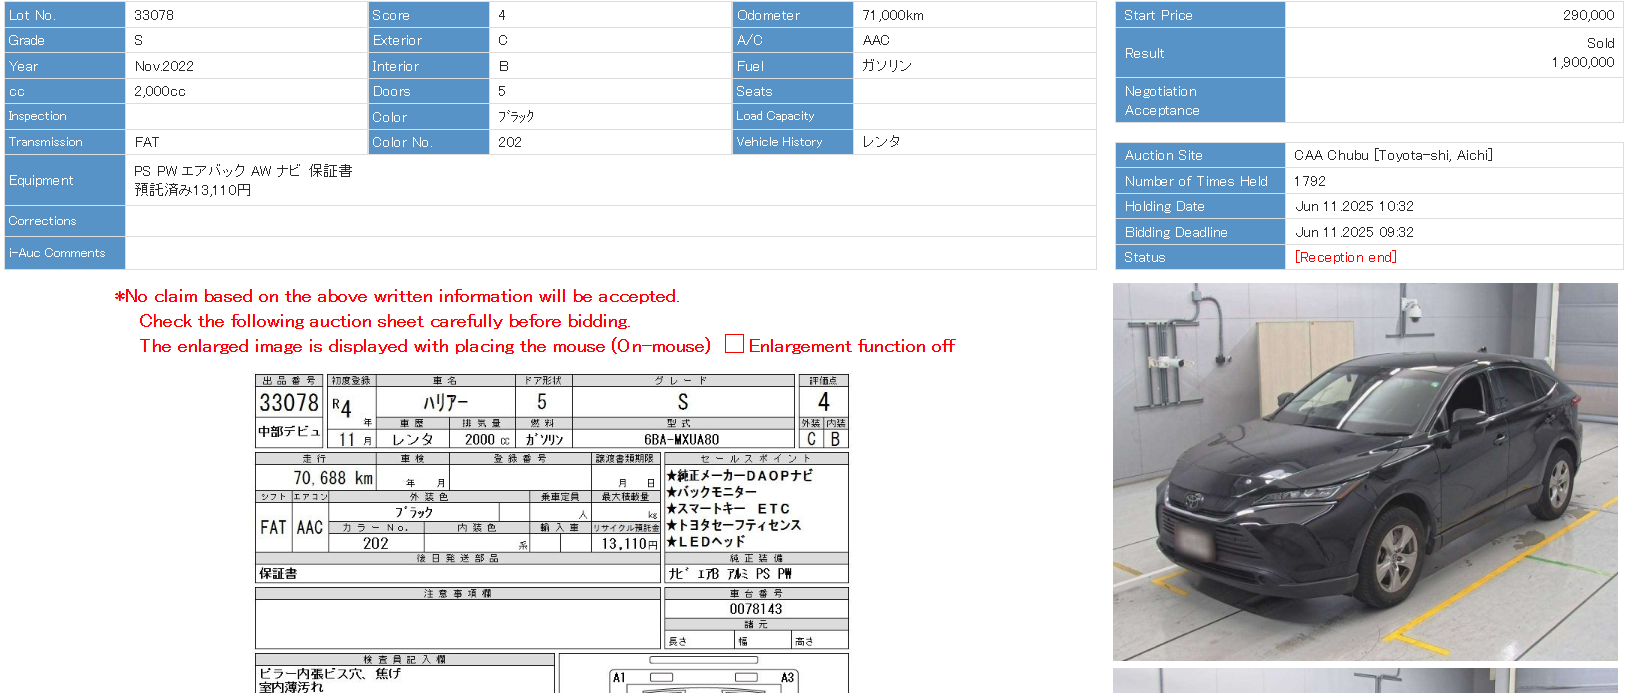 Lot No. 33078 Score 4 Odometer 71,000km
Grade S Exterior C A/C AAC
Year Nov.2022 Interior B Fuel ガソリン
cc 2,000cc Doors 5 Seats
Inspection Color ﾌﾞﾗｯｸ Load Capacity
Transmission FAT Color No. 202 Vehicle History レンタ
Equipment PS PW エアバック AW ナビ 保証書
預託済み13,110円
Corrections
i-Auc Comments
Start Price 290,000
Result Sold
1,900,000
Negotiation
Acceptance
Auction Site CAA Chubu [Toyota-shi, Aichi]
Number of Times Held 1792
Holding Date Jun 11.2025 10:32
Bidding Deadline Jun 11.2025 09:32
Status [Reception end]
*No claim based on the above written information will be accepted.
Check the following auction sheet carefully before bidding.
The enlarged image is displayed with placing the mouse (On-mouse) Enlargement function off
出品番号 初度登録 車名 ドア形状 グレード 評価点
33078 R4年 ﾊﾘｱｰ 5 S 4
車歴 排気量 燃料 型式 外装 内装
中部デビュ 11月 レンタ 2000cc ｶﾞｿﾘﾝ 6BA-MXUA80 C B
走行 車検 登録番号 譲渡書類期限 セールスポイント
70,688 km 年 月 月 日
★純正メーカーDAOPナビ
★バックモニター
★スマートキー ETC
★トヨタセーフティセンス
★LEDヘッド
シフト エアコン 外装色 乗車定員 最大積載量
FAT AAC ﾌﾞﾗｯｸ 人 kg
カラーNo. 内装色 輸入車 リサイクル預託金
202 系 13,110円
後日発送部品 純正装備
保証書 ﾅﾋﾞ ｴｱB ｱﾙﾐ PS PW
注意事項欄 車台番号
0078143
諸元
長さ 幅 高さ
検査員記入欄
ピラー内張ビス穴、焦げ
室内薄汚れ
A1 A3